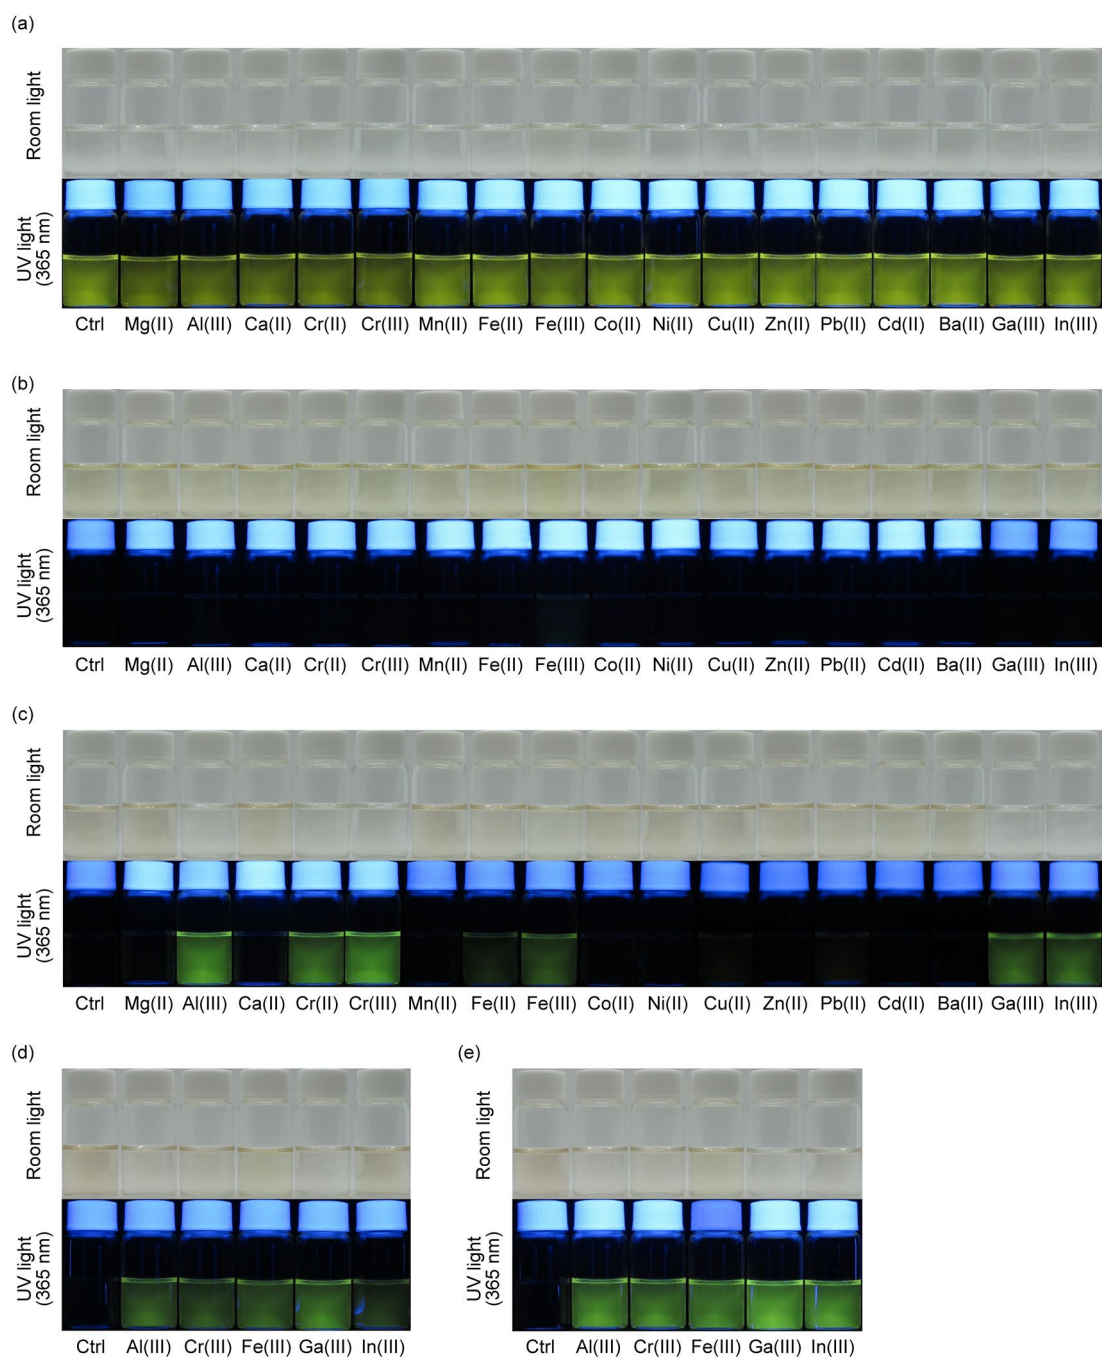 (a)
Room light
UV light
(365 nm)
Ctrl Mg(II) Al(III) Ca(II) Cr(II) Cr(III) Mn(II) Fe(II) Fe(III) Co(II) Ni(II) Cu(II) Zn(II) Pb(II) Cd(II) Ba(II) Ga(III) In(III)
(b)
Room light
UV light
(365 nm)
Ctrl Mg(II) Al(III) Ca(II) Cr(II) Cr(III) Mn(II) Fe(II) Fe(III) Co(II) Ni(II) Cu(II) Zn(II) Pb(II) Cd(II) Ba(II) Ga(III) In(III)
(c)
Room light
UV light
(365 nm)
Ctrl Mg(II) Al(III) Ca(II) Cr(II) Cr(III) Mn(II) Fe(II) Fe(III) Co(II) Ni(II) Cu(II) Zn(II) Pb(II) Cd(II) Ba(II) Ga(III) In(III)
(d)
Room light
UV light
(365 nm)
Ctrl Al(III) Cr(III) Fe(III) Ga(III) In(III)
(e)
Room light
UV light
(365 nm)
Ctrl Al(III) Cr(III) Fe(III) Ga(III) In(III)